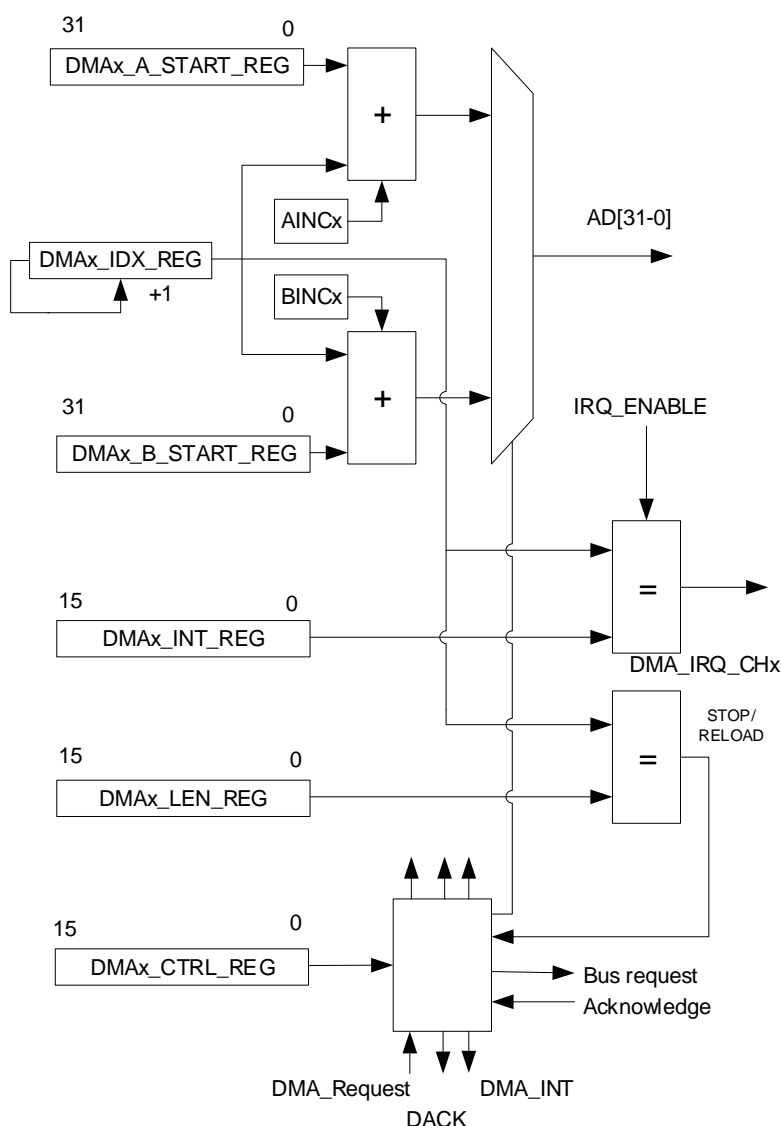 31 0
DMAx_A_START_REG
+
AINCx
AD[31-0]
DMAx_IDX_REG
+1
BINCx
31 0
+
IRQ_ENABLE
DMAx_B_START_REG
15 0
=
DMAx_INT_REG
DMA_IRQ_CHx
STOP/
RELOAD
15 0
=
DMAx_LEN_REG
15 0
DMAx_CTRL_REG
Bus request
Acknowledge
DMA_Request DMA_INT
DACK